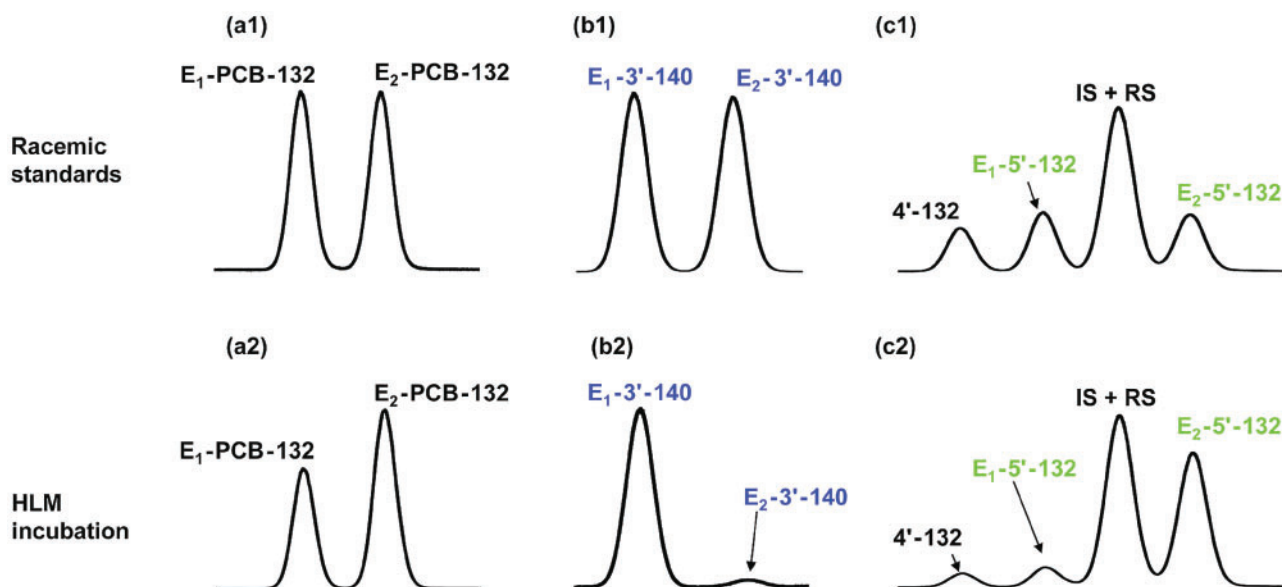 (a1)
(b1)
(c1)
E₁-PCB-132
E₂-PCB-132
E₁-3'-140
E₂-3'-140
IS + RS
Racemic
standards
E₁-5'-132
E₂-5'-132
4'-132
(a2)
(b2)
(c2)
E₂-PCB-132
E₁-3'-140
IS + RS
E₁-PCB-132
E₂-5'-132
E₁-5'-132
HLM
incubation
E₂-3'-140
4'-132